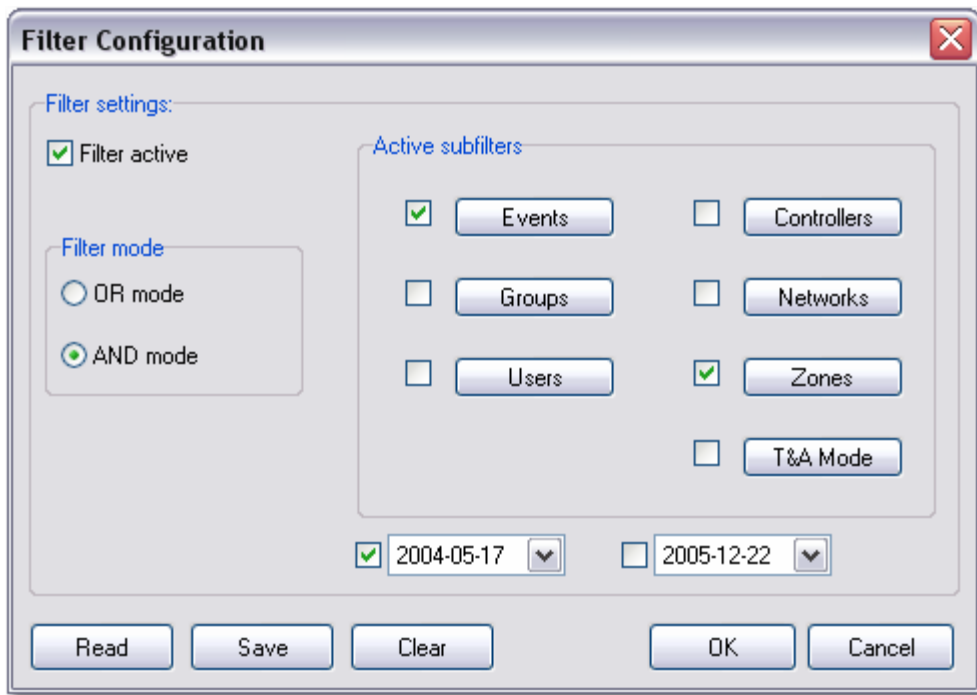 Filter Configuration
Filter settings:
Filter active
Active subfilters
Events
Controllers
Filter mode
OR mode
Groups
Networks
AND mode
Users
Zones
T&A Mode
2004-05-17
2005-12-22
Read
Save
Clear
OK
Cancel